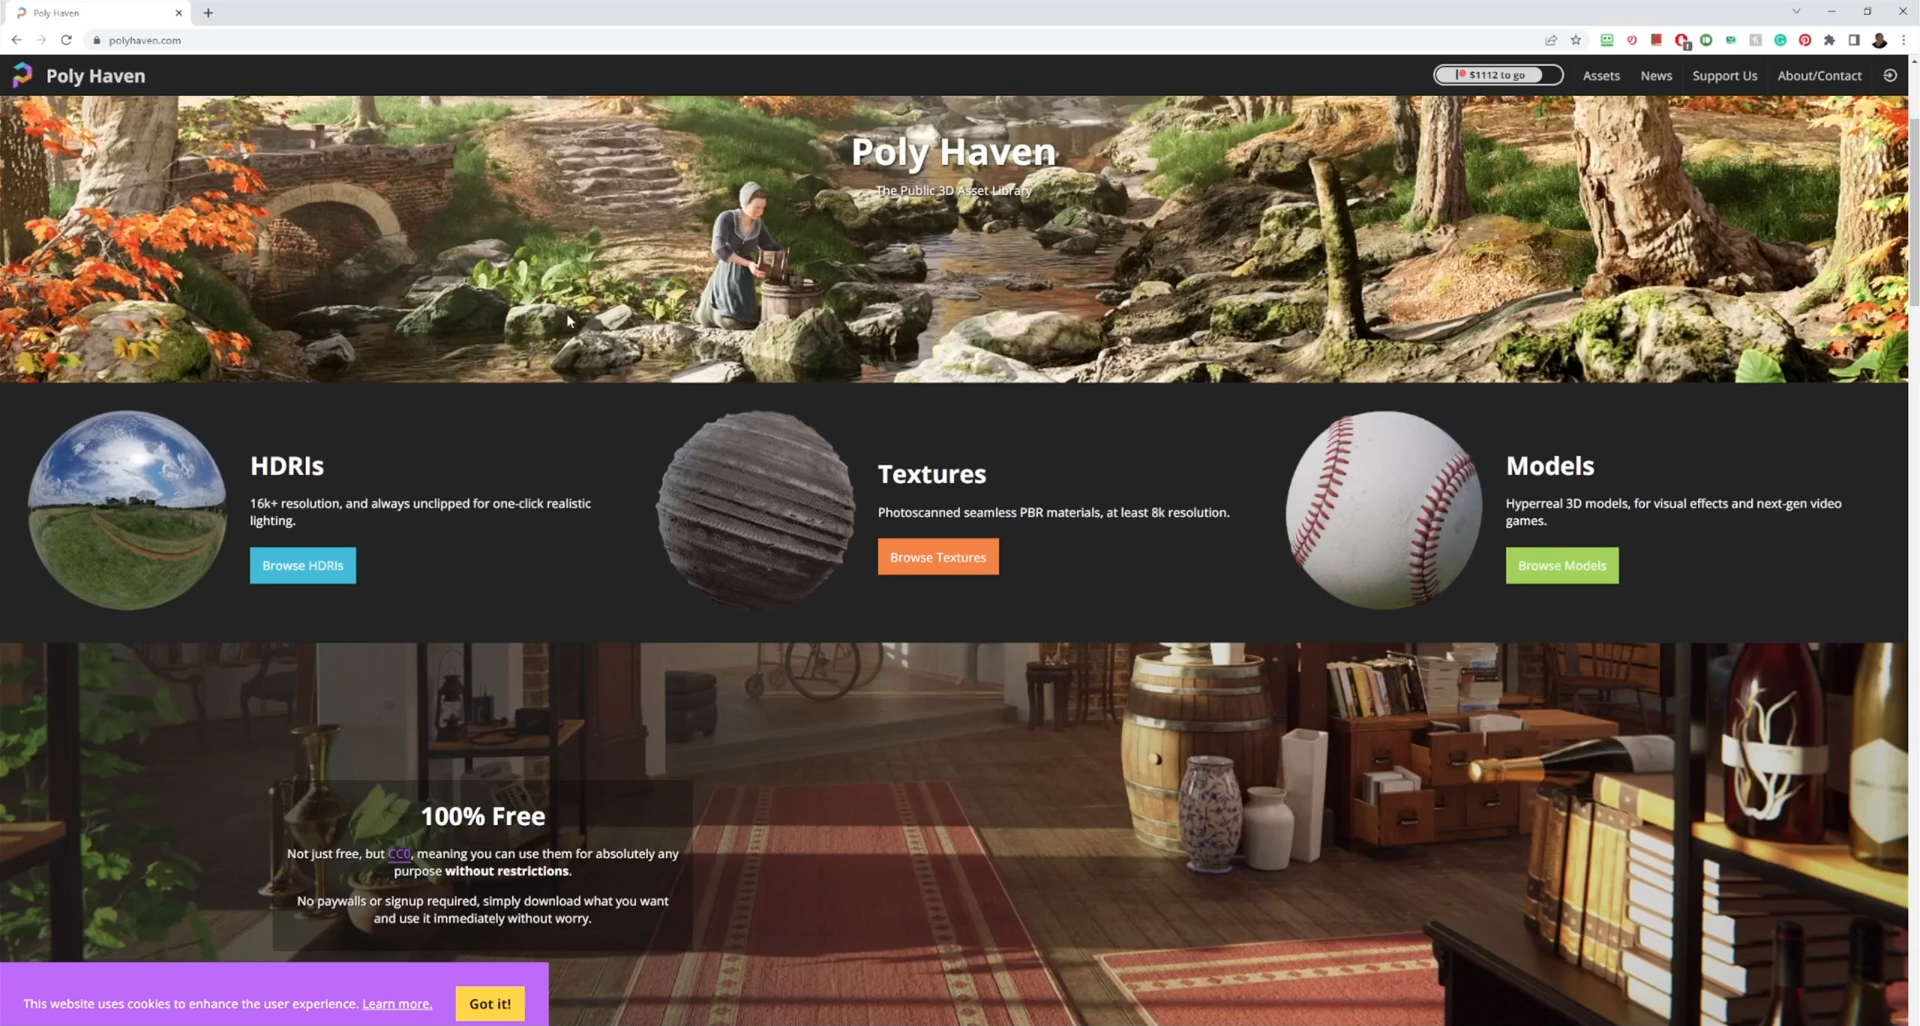 Poly Haven
polyhaven.com
1
Poly Haven
$1112 to go
Assets
News
Support Us
About/Contact
Poly Haven
The Public 3D Asset Library
HDRIs
16k+ resolution, and always unclipped for one-click realistic
lighting.
Browse HDRIs
Textures
Photoscanned seamless PBR materials, at least 8k resolution.
Browse Textures
Models
Hyperreal 3D models, for visual effects and next-gen video
games.
Browse Models
100% Free
Not just free, but CC0, meaning you can use them for absolutely any
purpose without restrictions.
No paywalls or signup required, simply download what you want
and use it immediately without worry.
This website uses cookies to enhance the user experience. Learn more.
Got it!